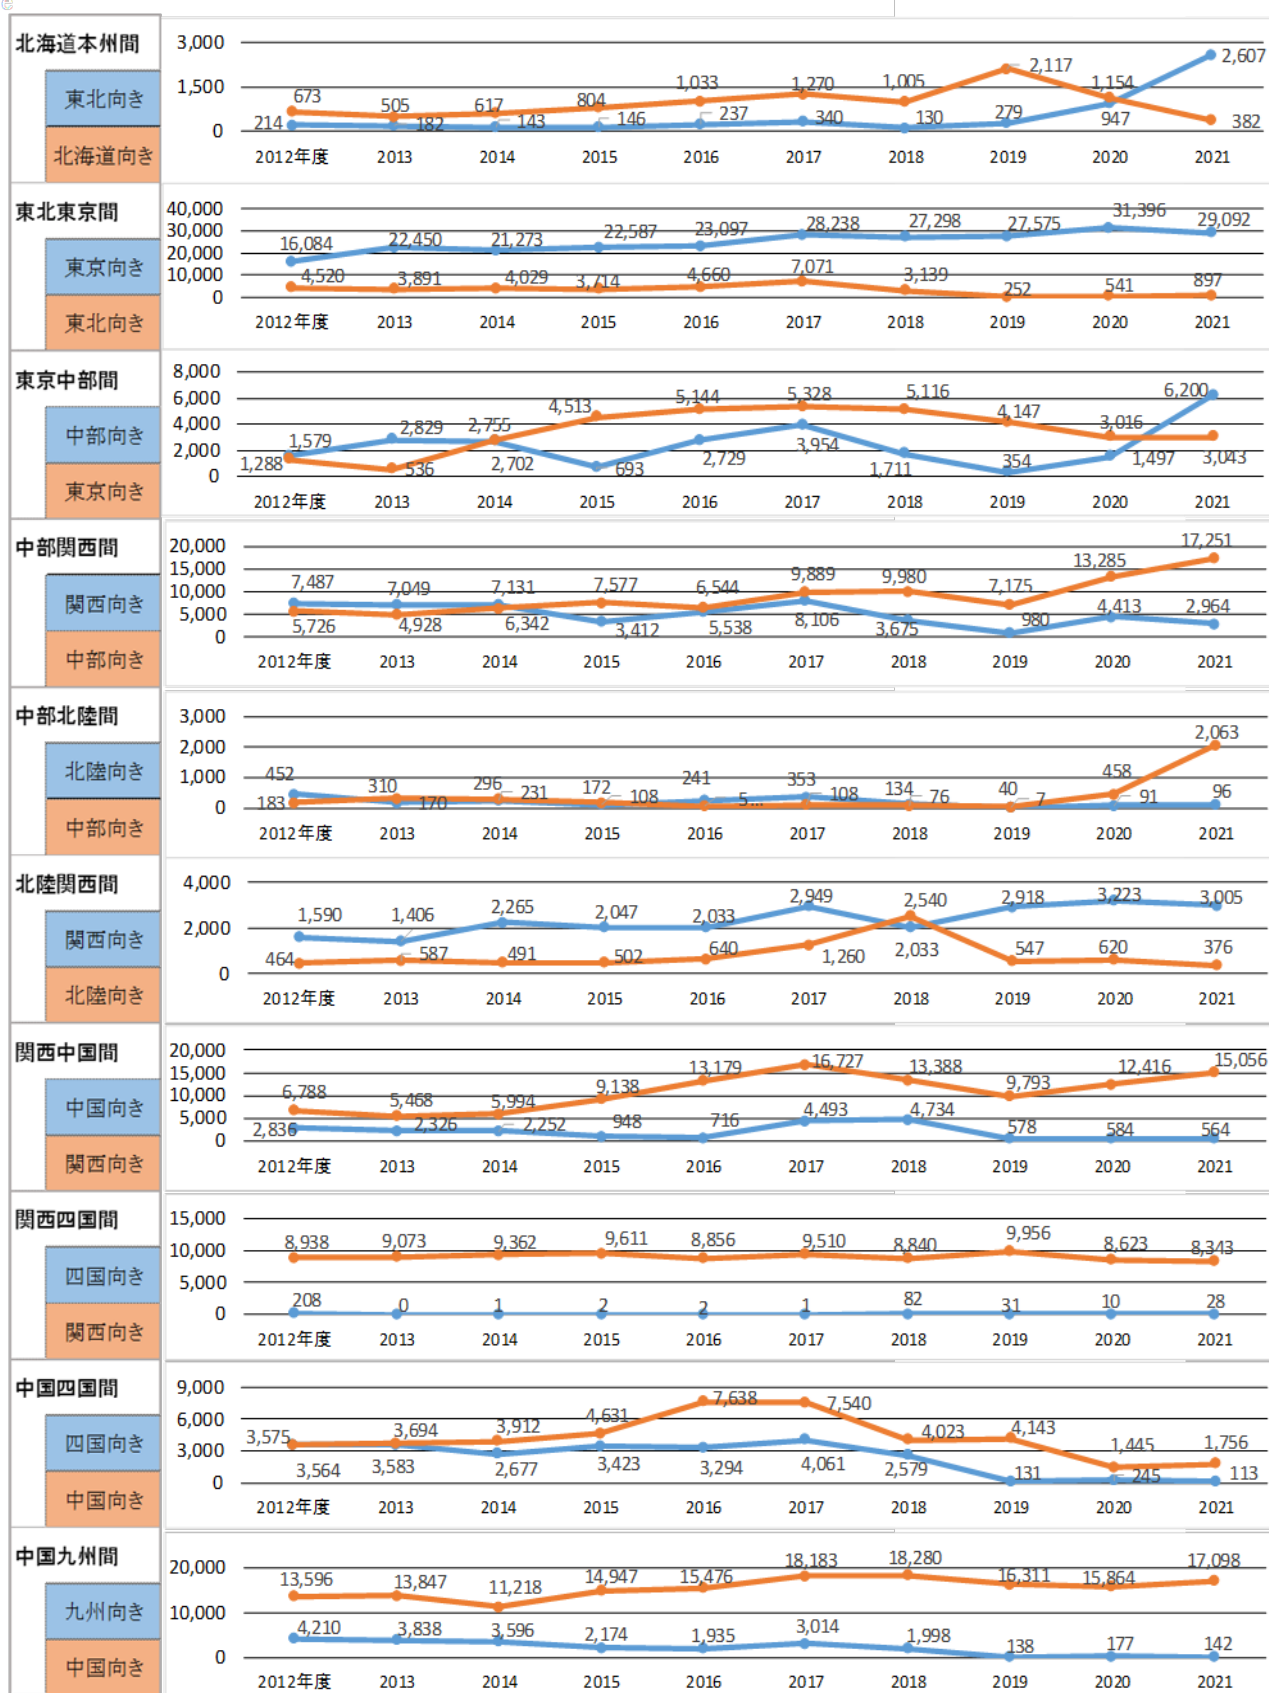 北海道本州間
東北向き
北海道向き
3,000
1,500
0
673 505 617 804 1,033 1,270 1,005 2,117 1,154 382
214 182 143 146 237 340 130 279 947 2,607
2012年度 2013 2014 2015 2016 2017 2018 2019 2020 2021
東北東京間
東京向き
東北向き
40,000
30,000
20,000
10,000
0
16,084 22,450 21,273 22,587 23,097 28,238 27,298 27,575 31,396 29,092
4,520 3,891 4,029 3,714 4,660 7,071 3,139 252 541 897
2012年度 2013 2014 2015 2016 2017 2018 2019 2020 2021
東京中部間
中部向き
東京向き
8,000
6,000
4,000
2,000
0
1,579 2,829 2,755 4,513 5,144 5,328 5,116 4,147 3,016 6,200
1,288 536 2,702 693 2,729 3,954 1,711 354 1,497 3,043
2012年度 2013 2014 2015 2016 2017 2018 2019 2020 2021
中部関西間
関西向き
中部向き
20,000
15,000
10,000
5,000
0
7,487 7,049 7,131 7,577 6,544 9,889 9,980 7,175 13,285 17,251
5,726 4,928 6,342 3,412 5,538 8,106 3,675 980 4,413 2,964
2012年度 2013 2014 2015 2016 2017 2018 2019 2020 2021
中部北陸間
北陸向き
中部向き
3,000
2,000
1,000
0
452 310 296 172 241 353 134 40 458 2,063
183 170 231 108 5... 108 76 7 91 96
2012年度 2013 2014 2015 2016 2017 2018 2019 2020 2021
北陸関西間
関西向き
北陸向き
4,000
2,000
0
1,590 1,406 2,265 2,047 2,033 2,949 2,540 2,918 3,223 3,005
464 587 491 502 640 1,260 2,033 547 620 376
2012年度 2013 2014 2015 2016 2017 2018 2019 2020 2021
関西中国間
中国向き
関西向き
20,000
15,000
10,000
5,000
0
6,788 5,468 5,994 9,138 13,179 16,727 13,388 9,793 12,416 15,056
2,836 2,326 2,252 948 716 4,493 4,734 578 584 564
2012年度 2013 2014 2015 2016 2017 2018 2019 2020 2021
関西四国間
四国向き
関西向き
15,000
10,000
5,000
0
8,938 9,073 9,362 9,611 8,856 9,510 8,840 9,956 8,623 8,343
208 0 1 2 2 1 82 31 10 28
2012年度 2013 2014 2015 2016 2017 2018 2019 2020 2021
中国四国間
四国向き
中国向き
9,000
6,000
3,000
0
3,575 3,694 3,912 4,631 7,638 7,540 4,023 4,143 1,445 1,756
3,564 3,583 2,677 3,423 3,294 4,061 2,579 131 245 113
2012年度 2013 2014 2015 2016 2017 2018 2019 2020 2021
中国九州間
九州向き
中国向き
20,000
10,000
0
13,596 13,847 11,218 14,947 15,476 18,183 18,280 16,311 15,864 17,098
4,210 3,838 3,596 2,174 1,935 3,014 1,998 138 177 142
2012年度 2013 2014 2015 2016 2017 2018 2019 2020 2021